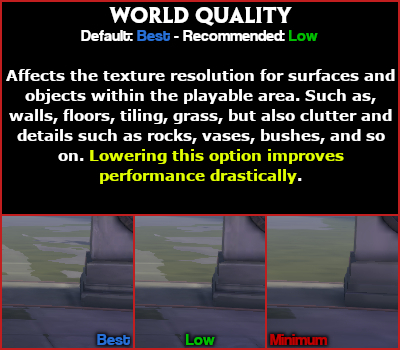 WORLD QUALITY
Default: Best - Recommended: Low
Affects the texture resolution for surfaces and
objects within the playable area. Such as,
walls, floors, tiling, grass, but also clutter and
details such as rocks, vases, bushes, and so
on. Lowering this option improves
performance drastically.
Best Low Minimum